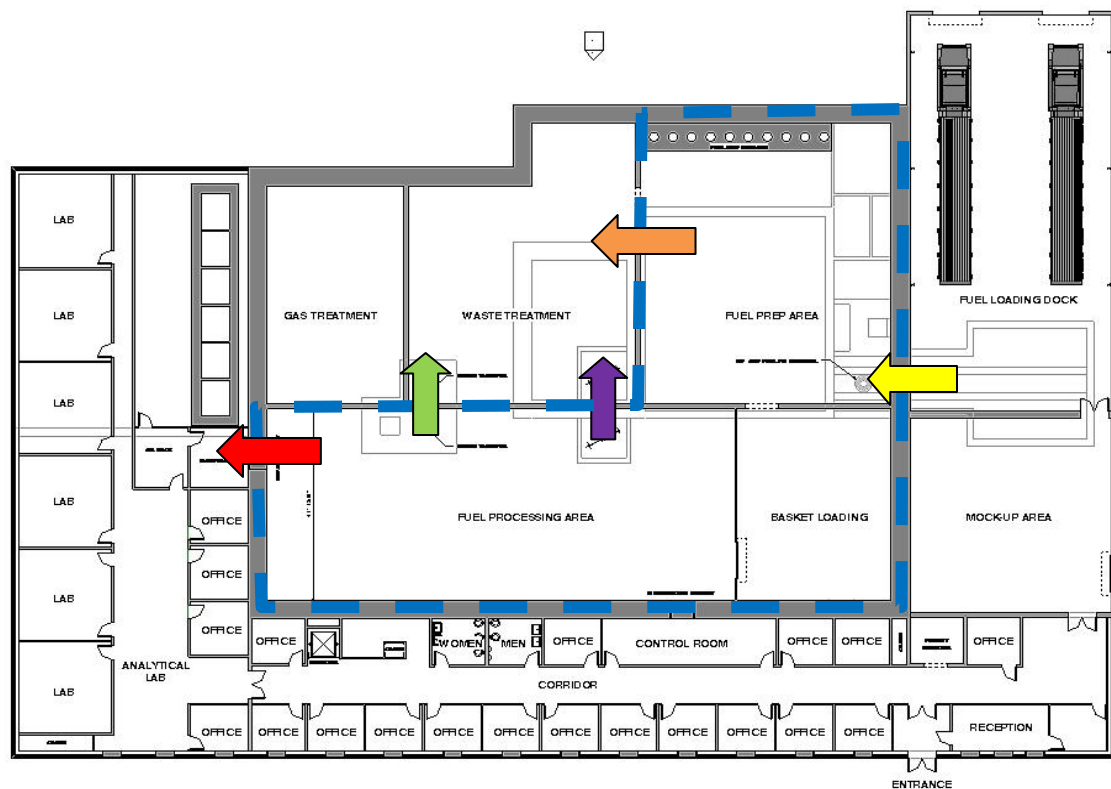 LAB
LAB
FUEL LOADING DOCK
GAS TREATMENT
WASTE TREATMENT
FUEL PREP AREA
LAB
LAB
FUEL PROCESSING AREA
BASKET LOADING
MOCK-UP AREA
OFFICE
OFFICE
LAB
OFFICE
OFFICE
WOMEN
MEN
OFFICE
CONTROL ROOM
OFFICE
OFFICE
OFFICE
ANALYTICAL
LAB
LAB
CORRIDOR
OFFICE
OFFICE
OFFICE
OFFICE
OFFICE
OFFICE
OFFICE
OFFICE
OFFICE
OFFICE
OFFICE
OFFICE
RECEPTION
ENTRANCE